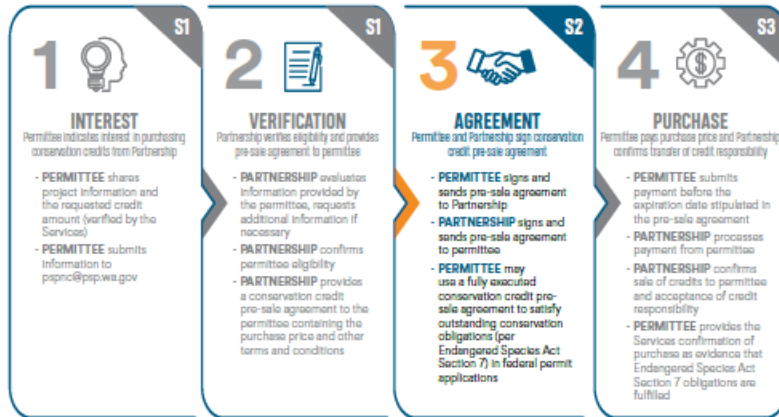 S1
1
INTEREST
Permittee indicates interest in purchasing
conservation credits from Partnership
- PERMITTEE shares
project information and
the requested credit
amount (verified by the
Services)
- PERMITTEE submits
information to
pspnc@psp.wa.gov
S1
2
VERIFICATION
Partnership verifies eligibility and provides
pre-sale agreement to permittee
- PARTNERSHIP evaluates
information provided by
the permittee, requests
additional information if
necessary
- PARTNERSHIP confirms
permittee eligibility
- PARTNERSHIP provides
a conservation credit
pre-sale agreement to the
permittee containing the
purchase price and other
terms and conditions
S2
3
AGREEMENT
Permittee and Partnership sign conservation
credit pre-sale agreement
- PERMITTEE signs and
sends pre-sale agreement
to Partnership
- PARTNERSHIP signs and
sends pre-sale agreement
to permittee
- PERMITTEE may
use a fully executed
conservation credit pre-
sale agreement to satisfy
outstanding conservation
obligations (per
Endangered Species Act
Section 7) in federal permit
applications
S3
4
$
PURCHASE
Permittee pays purchase price and Partnership
confirms transfer of credit responsibility
- PERMITTEE submits
payment before the
expiration date stipulated in
the pre-sale agreement
- PARTNERSHIP processes
payment from permittee
- PARTNERSHIP confirms
sale of credits to permittee
and acceptance of credit
responsibility
- PERMITTEE provides the
Services confirmation of
purchase as evidence that
Endangered Species Act
Section 7 obligations are
fulfilled